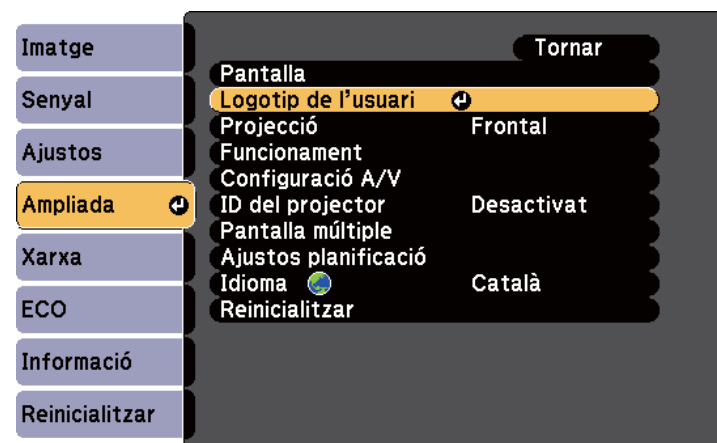 Imatge
Senyal
Ajustos
Ampliada
Xarxa
ECO
Informació
Reinicialitzar
Tornar
Pantalla
Logotip de l'usuari
Projecció Frontal
Funcionament
Configuració A/V
ID del projector Desactivat
Pantalla múltiple
Ajustos planificació
Idioma Català
Reinicialitzar